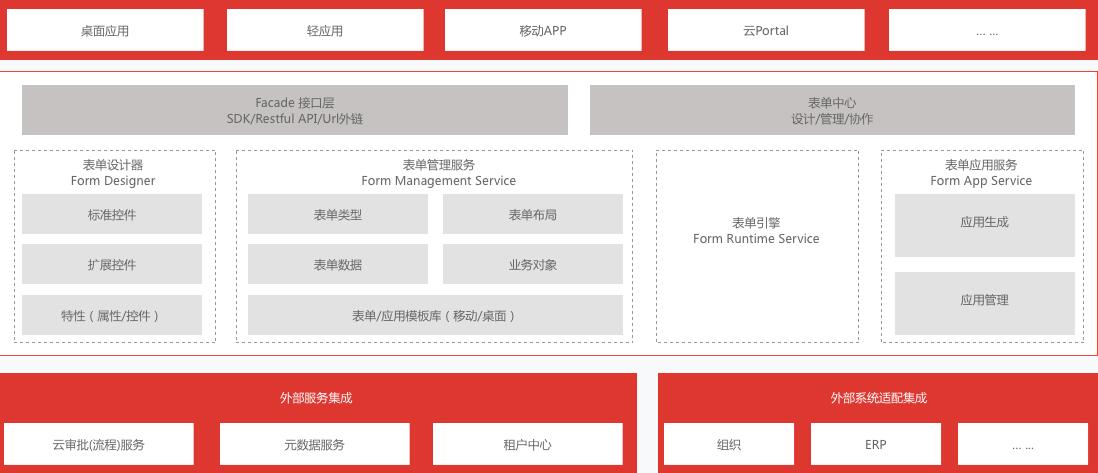 桌面应用
轻应用
移动APP
云Portal
... ...
Facade 接口层
SDK/Restful API/Url外链
表单中心
设计/管理/协作
表单设计器
Form Designer
标准控件
扩展控件
特性（属性/控件）
表单管理服务
Form Management Service
表单类型
表单布局
表单数据
业务对象
表单/应用模板库（移动/桌面）
表单引擎
Form Runtime Service
表单应用服务
Form App Service
应用生成
应用管理
外部服务集成
云审批(流程)服务
元数据服务
租户中心
外部系统适配集成
组织
ERP
... ...